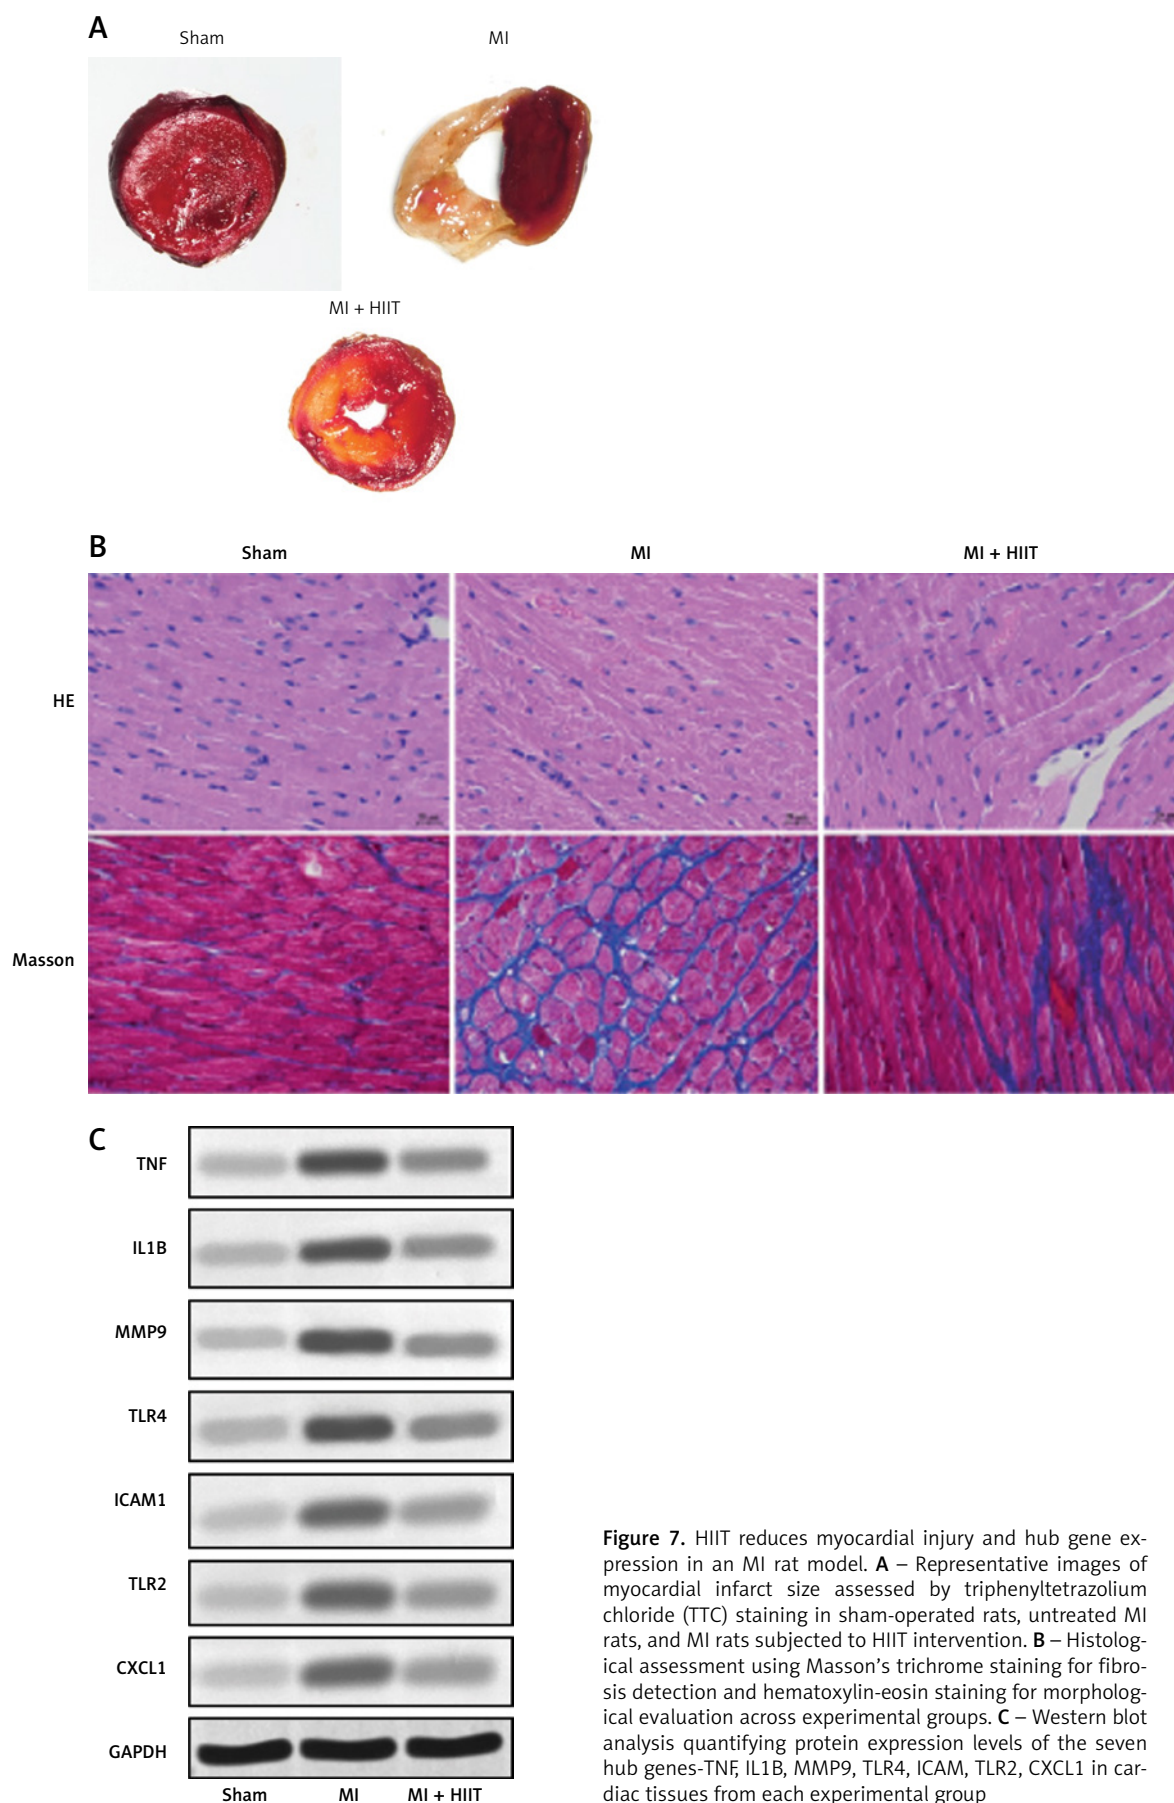 A
Sham
MI
MI + HIIT
B
Sham
MI
MI + HIIT
HE
Masson
C
TNF
IL1B
MMP9
TLR4
ICAM1
TLR2
CXCL1
GAPDH
Sham
MI
MI + HIIT
Figure 7. HIIT reduces myocardial injury and hub gene ex-
pression in an MI rat model. A – Representative images of
myocardial infarct size assessed by triphenyltetrazolium
chloride (TTC) staining in sham-operated rats, untreated MI
rats, and MI rats subjected to HIIT intervention. B – Histolog-
ical assessment using Masson's trichrome staining for fibro-
sis detection and hematoxylin-eosin staining for morpholog-
ical evaluation across experimental groups. C – Western blot
analysis quantifying protein expression levels of the seven
hub genes-TNF, IL1B, MMP9, TLR4, ICAM, TLR2, CXCL1 in car-
diac tissues from each experimental group